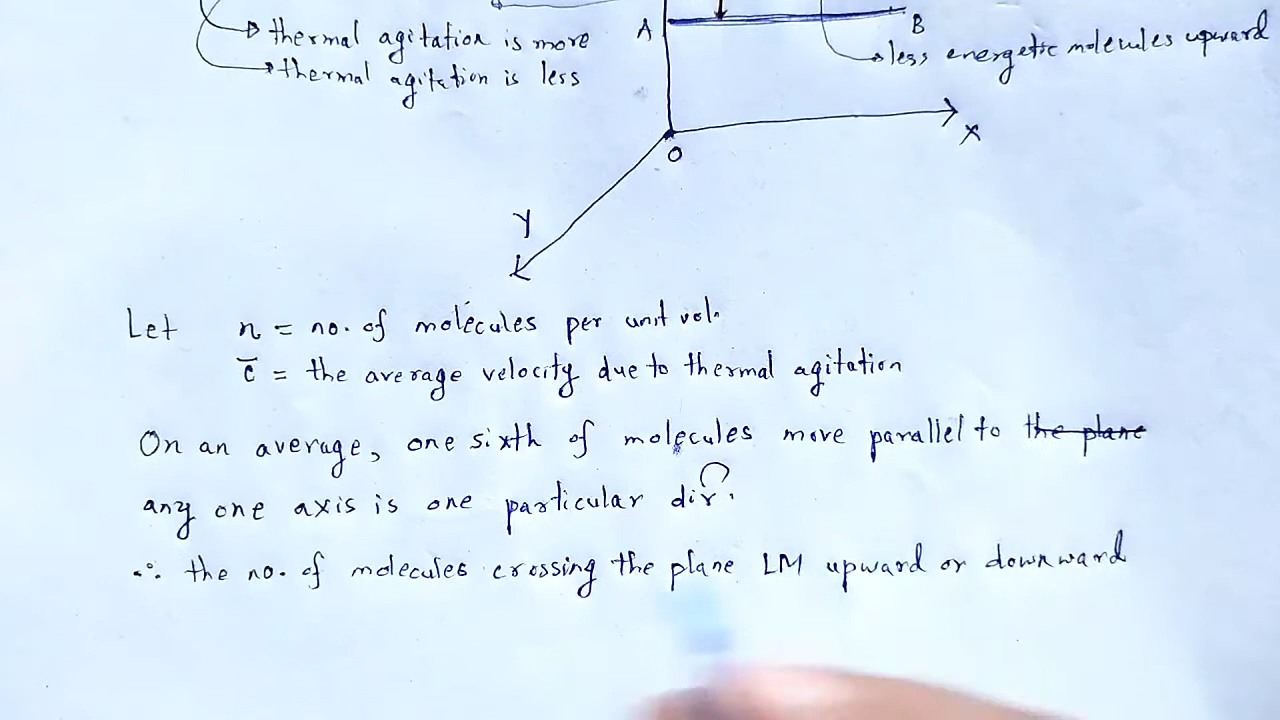 thermal agitation is more
thermal agitation is less
A
B
less energetic molecules upward
X
O
Y
Let n = no. of molecules per unit vol.
c̄ = the average velocity due to thermal agitation
On an average, one sixth of molecules move parallel to the plane
any one axis is one particular dir.
∴ the no. of molecules crossing the plane LM upward or downward